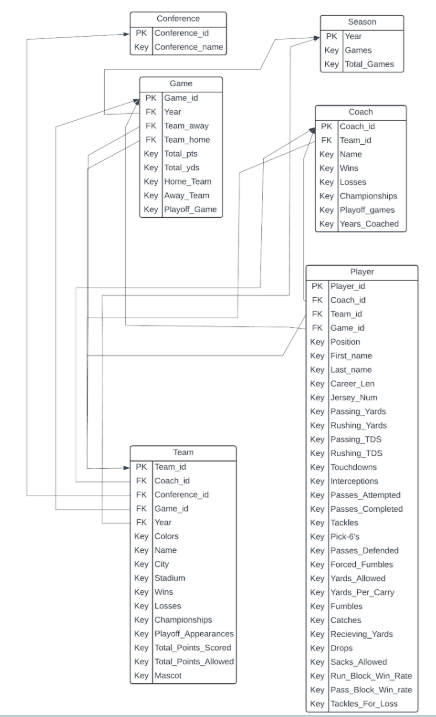 Conference
PK Conference_id
Key Conference_name
Season
PK Year
Key Games
Key Total_Games
Game
PK Game_id
FK Year
FK Team_away
FK Team_home
Key Total_pts
Key Total_yds
Key Home_Team
Key Away_Team
Key Playoff_Game
Coach
PK Coach_id
FK Team_id
Key Name
Key Wins
Key Losses
Key Championships
Key Playoff_games
Key Years_Coached
Player
PK Player_id
FK Coach_id
FK Team_id
FK Game_id
Key Position
Key First_name
Key Last_name
Key Career_Len
Key Jersey_Num
Key Passing_Yards
Key Rushing_Yards
Key Passing_TDS
Key Rushing_TDS
Key Touchdowns
Key Interceptions
Key Passes_Attempted
Key Passes_Completed
Key Tackles
Key Pick-6's
Key Passes_Defended
Key Forced_Fumbles
Key Yards_Allowed
Key Yards_Per_Carry
Key Fumbles
Key Catches
Key Recieving_Yards
Key Drops
Key Sacks_Allowed
Key Run_Block_Win_Rate
Key Pass_Block_Win_rate
Key Tackles_For_Loss
Team
PK Team_id
FK Coach_id
FK Conference_id
FK Game_id
FK Year
Key Colors
Key Name
Key City
Key Stadium
Key Wins
Key Losses
Key Championships
Key Playoff_Appearances
Key Total_Points_Scored
Key Total_Points_Allowed
Key Mascot